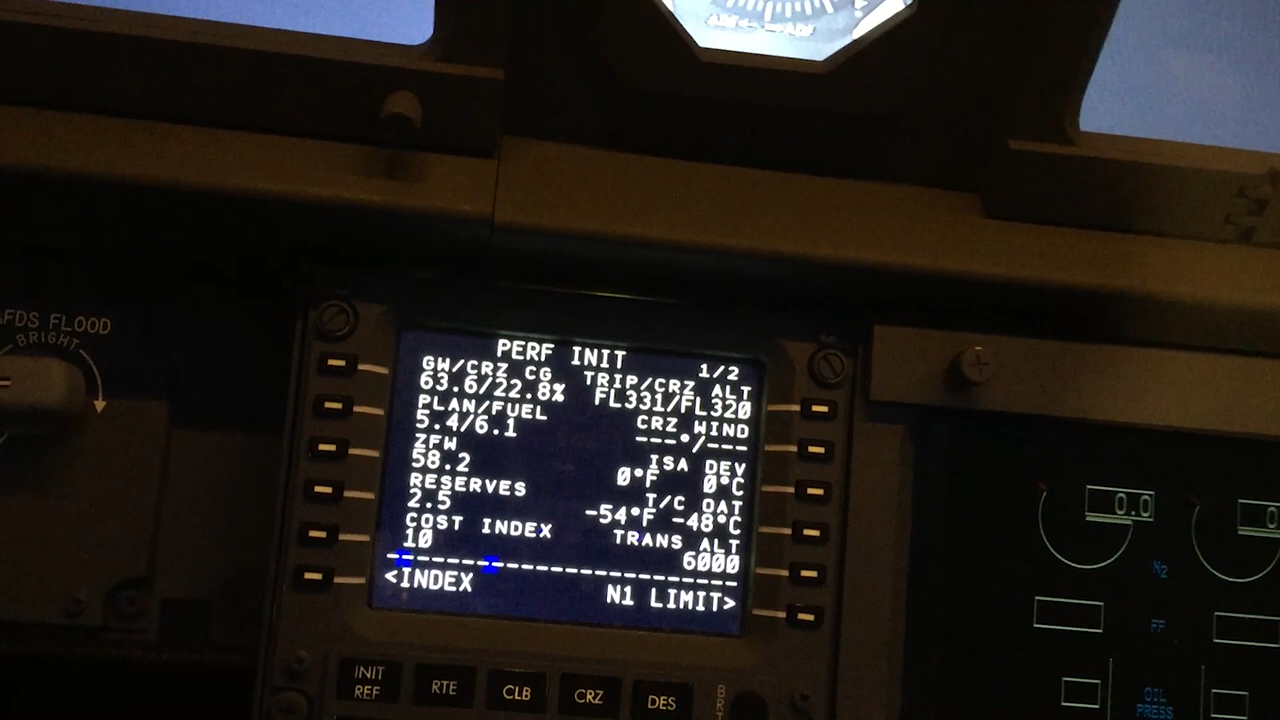 AFDS FLOOD
BRIGHT
PERF INIT 1/2
GW/CRZ CG TRIP/CRZ ALT
63.6/22.8% FL331/FL320
PLAN/FUEL CRZ WIND
5.4/6.1 ---°/---
ZFW ISA DEV
58.2 0°F 0°C
RESERVES T/C OAT
2.5 -54°F -48°C
COST INDEX TRANS ALT
10 6000
<INDEX N1 LIMIT>
INIT REF
RTE
CLB
CRZ
DES
BRT
0.0
0
N2
FF
OIL
PRESS